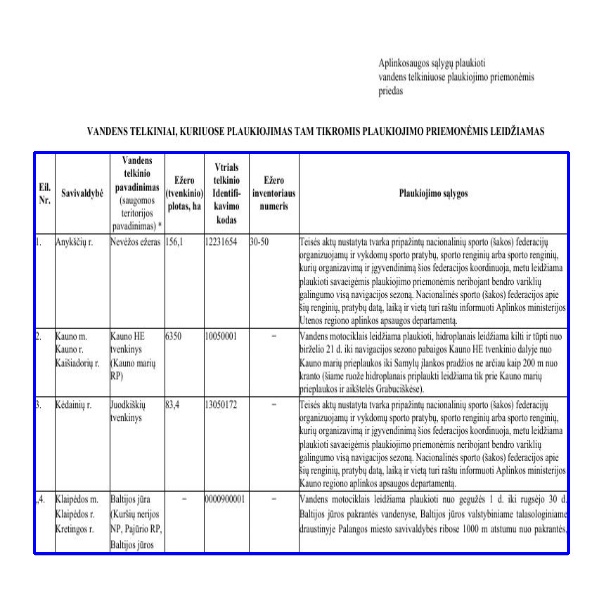 Aplinkosaugos sąlygų plaukioti
vandens telkiniuose plaukiojimo priemonėmis
priedas
VANDENS TELKINIAI, KURIUOSE PLAUKIOJIMAS TAM TIKROMIS PLAUKIOJIMO PRIEMONĖMIS LEIDŽIAMAS
Eil.
Nr.
Savivaldybė
Vandens
telkinio
pavadinimas
(saugomos
teritorijos
pavadinimas) *
Ežero
(tvenkinio)
plotas, ha
Vtrials
telkinio
Identifi-
kavimo
kodas
Ežero
inventoriaus
numeris
Plaukiojimo sąlygos
1.
Anykščių r.
Nevėžos ežeras
156,1
12231654
30-50
Teisės aktų nustatyta tvarka pripažintų nacionalinių sporto (šakos) federacijų
organizuojamų ir vykdomų sporto pratybų, sporto renginių arba sporto renginių,
kurių organizavimą ir įgyvendinimą šios federacijos koordinuoja, metu leidžiama
plaukioti savaeigėmis plaukiojimo priemonėmis neribojant bendro variklių
galingumo visą navigacijos sezoną. Nacionalinės sporto (šakos) federacijos apie
šių renginių, pratybų datą, laiką ir vietą turi raštu informuoti Aplinkos ministerijos
Utenos regiono aplinkos apsaugos departamentą.
2.
Kauno m.
Kauno r.
Kaišiadorių r.
Kauno HE
tvenkinys
(Kauno marių
RP)
6350
10050001
–
Vandens motociklais leidžiama plaukioti, hidroplanais leidžiama kilti ir tūpti nuo
birželio 21 d. iki navigacijos sezono pabaigos Kauno HE tvenkinio dalyje nuo
Kauno marių prieplaukos iki Samylų įlankos pradžios ne arčiau kaip 200 m nuo
kranto (šiame ruože hidroplanais priplaukti leidžiama tik prie Kauno marių
prieplaukos ir aikštelės Grabučiškėse).
3.
Kėdainių r.
Juodkiškių
tvenkinys
83,4
13050172
–
Teisės aktų nustatyta tvarka pripažintų nacionalinių sporto (šakos) federacijų
organizuojamų ir vykdomų sporto pratybų, sporto renginių arba sporto renginių,
kurių organizavimą ir įgyvendinimą šios federacijos koordinuoja, metu leidžiama
plaukioti savaeigėmis plaukiojimo priemonėmis neribojant bendro variklių
galingumo visą navigacijos sezoną. Nacionalinės sporto (šakos) federacijos apie
šių renginių, pratybų datą, laiką ir vietą turi raštu informuoti Aplinkos ministerijos
Kauno regiono aplinkos apsaugos departamentą.
,4.
Klaipėdos m.
Klaipėdos r.
Kretingos r.
Baltijos jūra
(Kuršių nerijos
NP, Pajūrio RP,
Baltijos jūros
–
0000900001
–
Vandens motociklais leidžiama plaukioti nuo gegužės 1 d. iki rugsėjo 30 d.
Baltijos jūros pakrantės vandenyse, Baltijos jūros valstybiniame talasologiniame
draustinyje Palangos miesto savivaldybės ribose 1000 m atstumu nuo pakrantės,